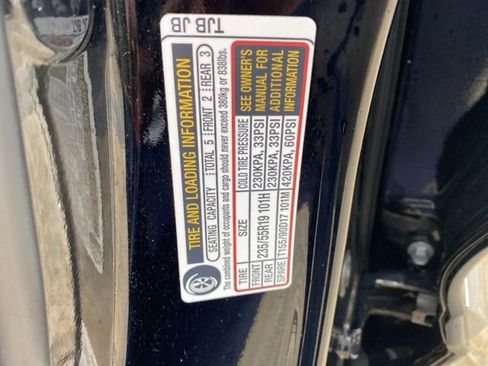 TJB JB
TIRE AND LOADING INFORMATION
SEATING CAPACITY TOTAL 5 FRONT 2 REAR 3
The combined weight of occupants and cargo should never exceed 380kg or 838lbs.
TIRE SIZE COLD TIRE PRESSURE
FRONT 235/55R19 101H 230KPA, 33PSI
REAR 235/55R19 101H 230KPA, 33PSI
SPARE T155/90D17 101M 420KPA, 60PSI
SEE OWNER'S
MANUAL FOR
ADDITIONAL
INFORMATION